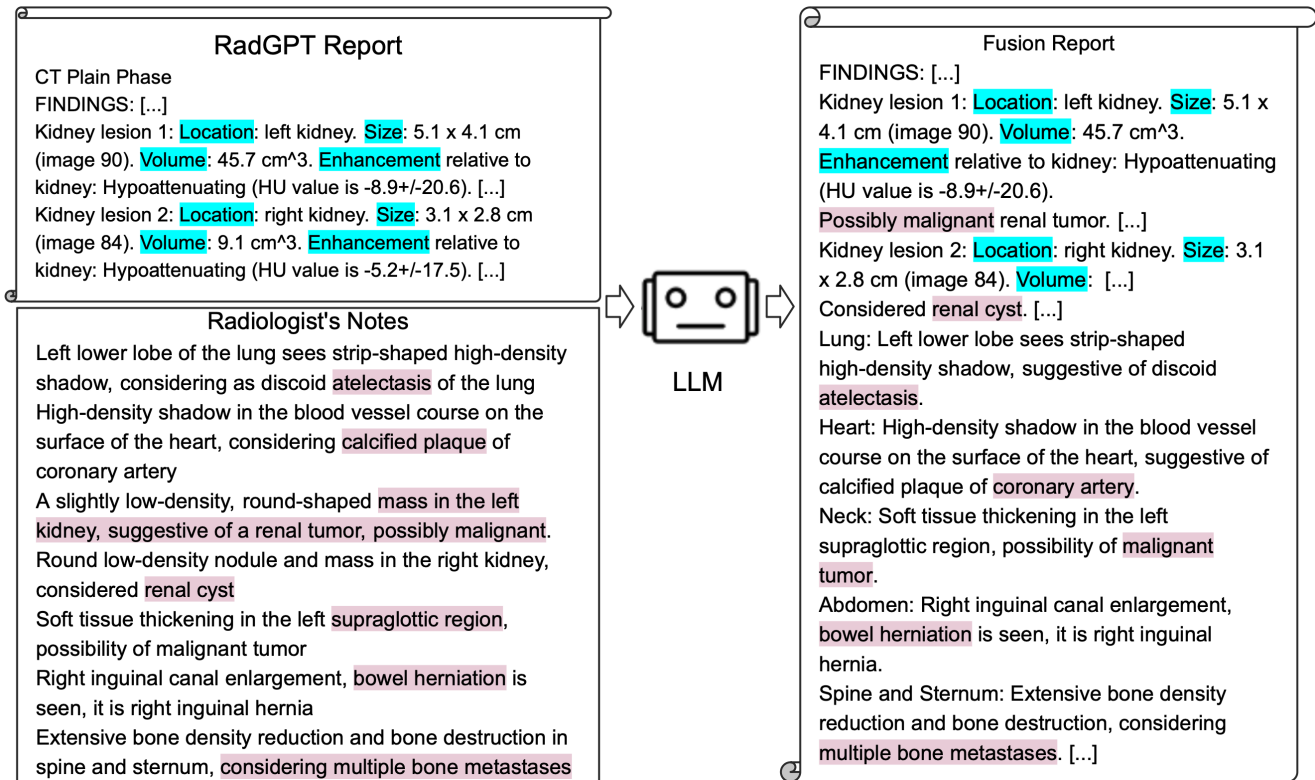 RadGPT Report
CT Plain Phase
FINDINGS: [...]
Kidney lesion 1: Location: left kidney. Size: 5.1 x 4.1 cm
(image 90). Volume: 45.7 cm^3. Enhancement relative to
kidney: Hypoattenuating (HU value is -8.9+/-20.6). [...]
Kidney lesion 2: Location: right kidney. Size: 3.1 x 2.8 cm
(image 84). Volume: 9.1 cm^3. Enhancement relative to
kidney: Hypoattenuating (HU value is -5.2+/-17.5). [...]
Radiologist's Notes
Left lower lobe of the lung sees strip-shaped high-density
shadow, considering as discoid atelectasis of the lung
High-density shadow in the blood vessel course on the
surface of the heart, considering calcified plaque of
coronary artery
A slightly low-density, round-shaped mass in the left
kidney, suggestive of a renal tumor, possibly malignant.
Round low-density nodule and mass in the right kidney,
considered renal cyst
Soft tissue thickening in the left supraglottic region,
possibility of malignant tumor
Right inguinal canal enlargement, bowel herniation is
seen, it is right inguinal hernia
Extensive bone density reduction and bone destruction in
spine and sternum, considering multiple bone metastases
LLM
Fusion Report
FINDINGS: [...]
Kidney lesion 1: Location: left kidney. Size: 5.1 x
4.1 cm (image 90). Volume: 45.7 cm^3.
Enhancement relative to kidney: Hypoattenuating
(HU value is -8.9+/-20.6).
Possibly malignant renal tumor. [...]
Kidney lesion 2: Location: right kidney. Size: 3.1
x 2.8 cm (image 84). Volume: [...]
Considered renal cyst. [...]
Lung: Left lower lobe sees strip-shaped
high-density shadow, suggestive of discoid
atelectasis.
Heart: High-density shadow in the blood vessel
course on the surface of the heart, suggestive of
calcified plaque of coronary artery.
Neck: Soft tissue thickening in the left
supraglottic region, possibility of malignant
tumor.
Abdomen: Right inguinal canal enlargement,
bowel herniation is seen, it is right inguinal
hernia.
Spine and Sternum: Extensive bone density
reduction and bone destruction, considering
multiple bone metastases. [...]